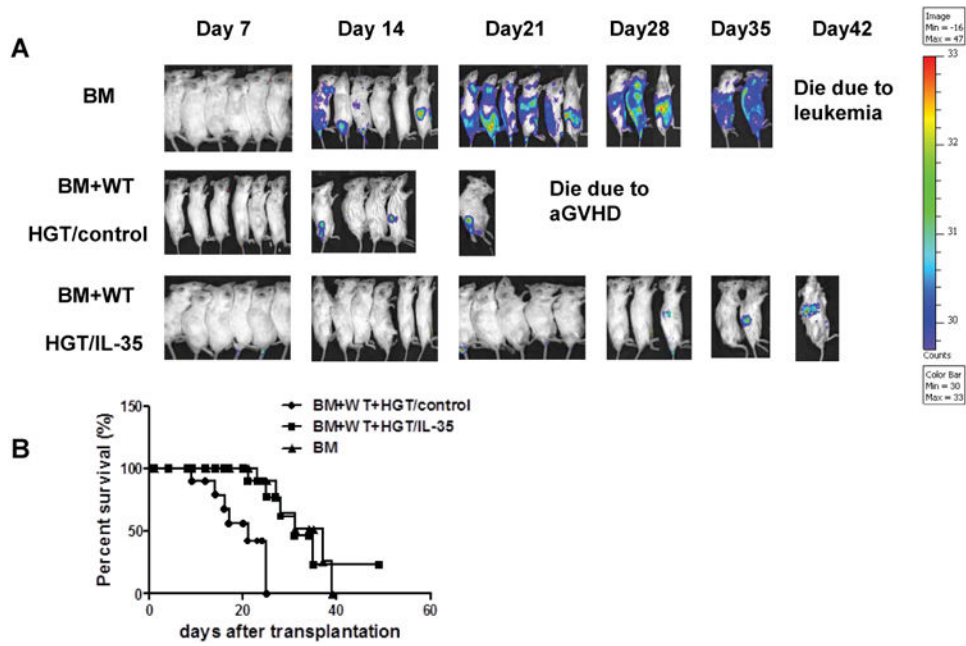 A
Day 7 Day 14 Day21 Day28 Day35 Day42
BM
Die due to
leukemia
BM+WT
HGT/control
Die due to
aGVHD
BM+WT
HGT/IL-35
Image
Min = -16
Max = 47
33
32
31
30
Counts
Color Bar
Min = 30
Max = 33
B
BM+WT+HGT/control
BM+WT+HGT/IL-35
BM
Percent survival (%)
150
100
50
0
0 20 40 60
days after transplantation